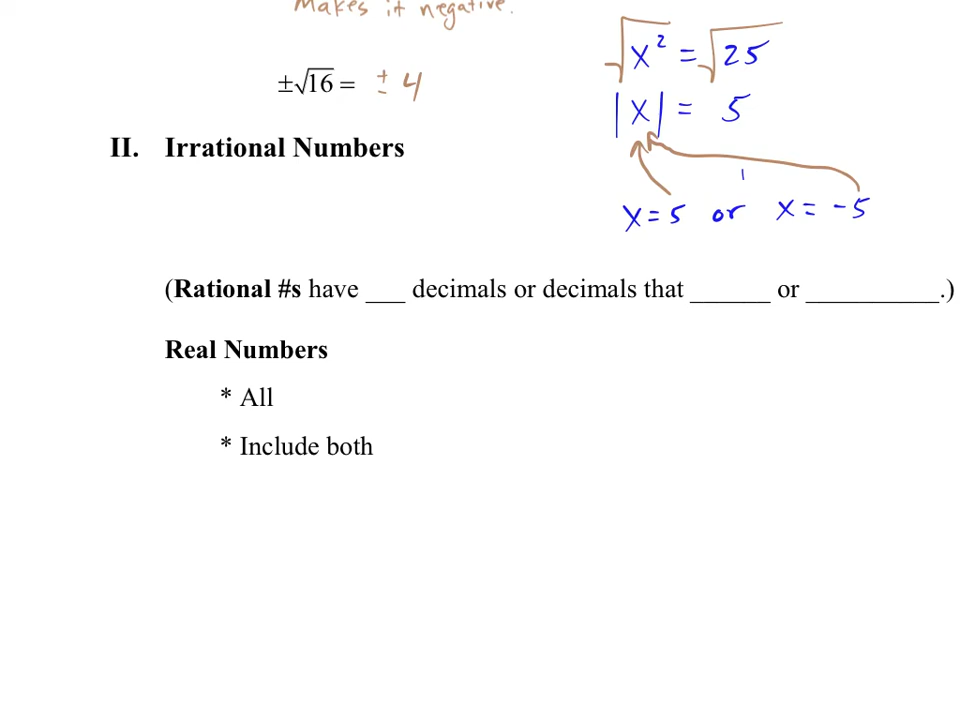 Makes it negative.
√x² = √25
±√16 = ± 4
|x| = 5
II. Irrational Numbers
x = 5 or x = -5
(Rational #s have ___ decimals or decimals that ______ or __________.)
Real Numbers
* All
* Include both